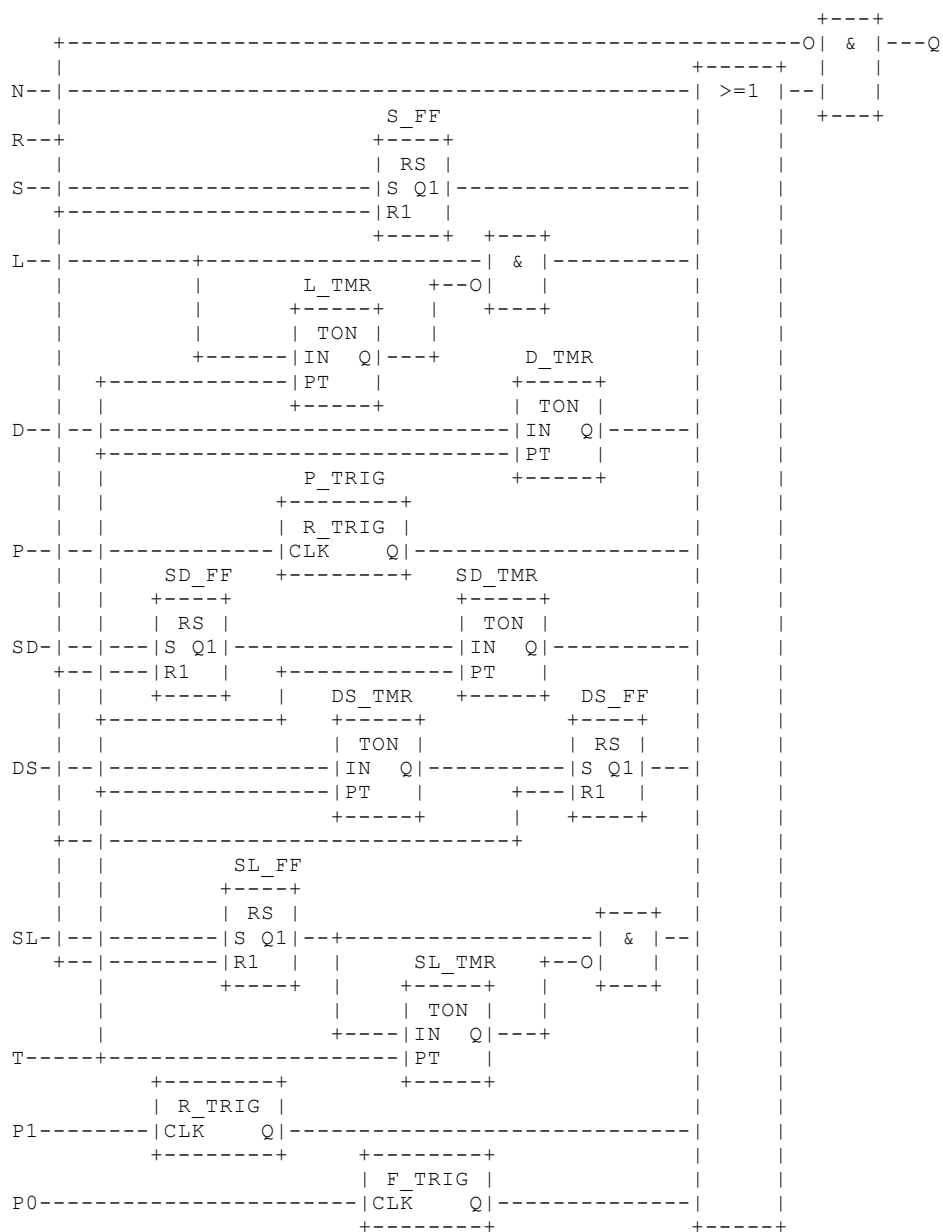 & Q
N >=1
S_FF
R
RS
S S Q1
R1
L &
L_TMR
TON
IN Q D_TMR
PT
TON
D IN Q
PT
P_TRIG
R_TRIG
P CLK Q
SD_FF SD_TMR
RS TON
SD S Q1 IN Q
R1 PT
DS_TMR DS_FF
TON RS
DS IN Q S Q1
PT R1
SL_FF
RS
SL S Q1 &
R1 SL_TMR
TON
IN Q
T PT
R_TRIG
P1 CLK Q
F_TRIG
P0 CLK Q